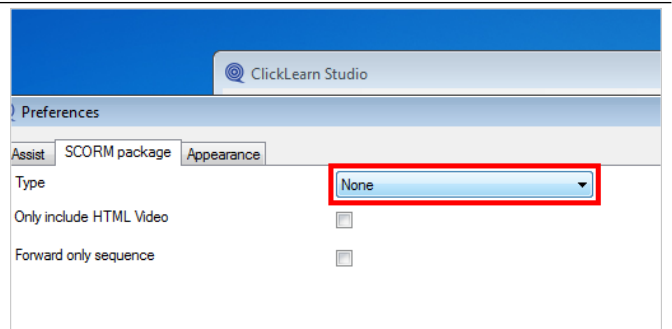 ClickLearn Studio
Preferences
Assist SCORM package Appearance
Type None
Only include HTML Video
Forward only sequence